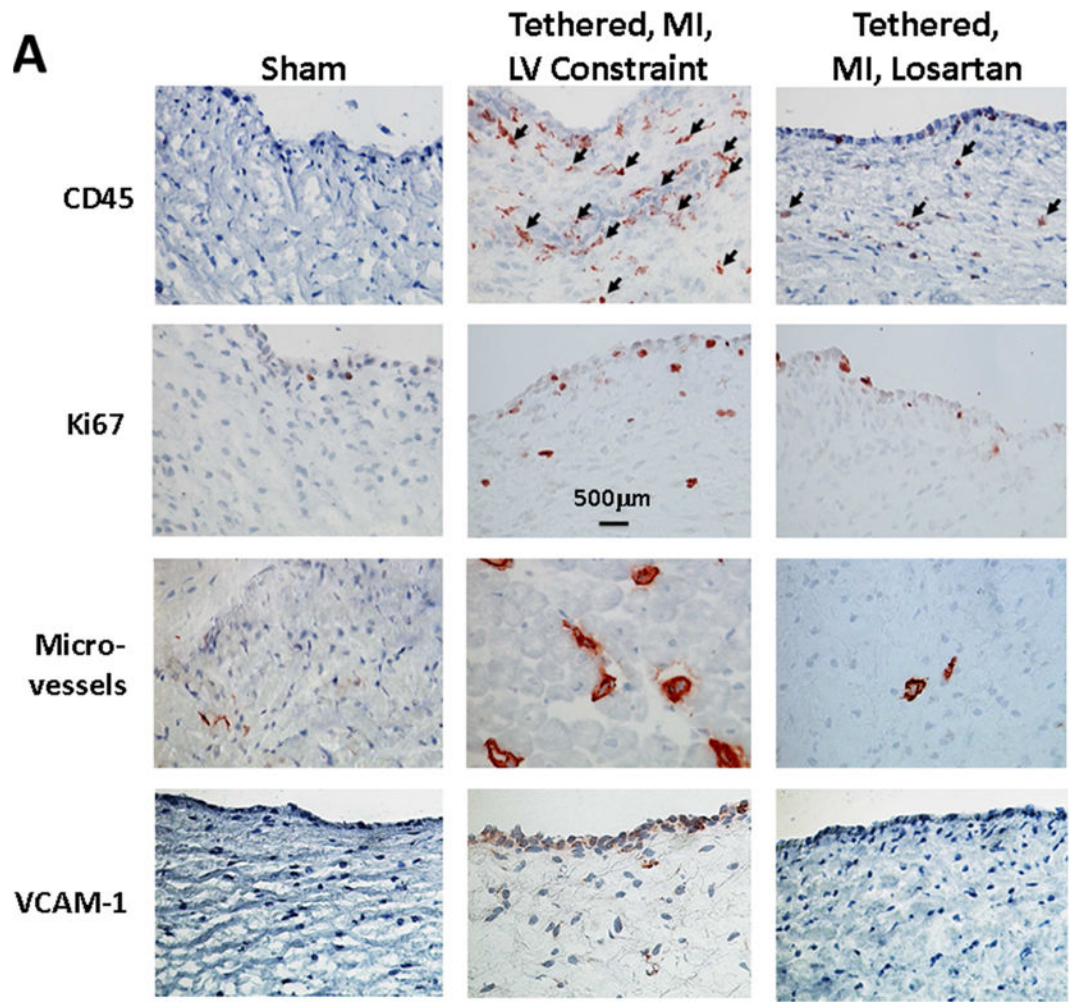 A
Sham
Tethered, MI,
LV Constraint
Tethered,
MI, Losartan
CD45
Ki67
500µm
Micro-
vessels
VCAM-1